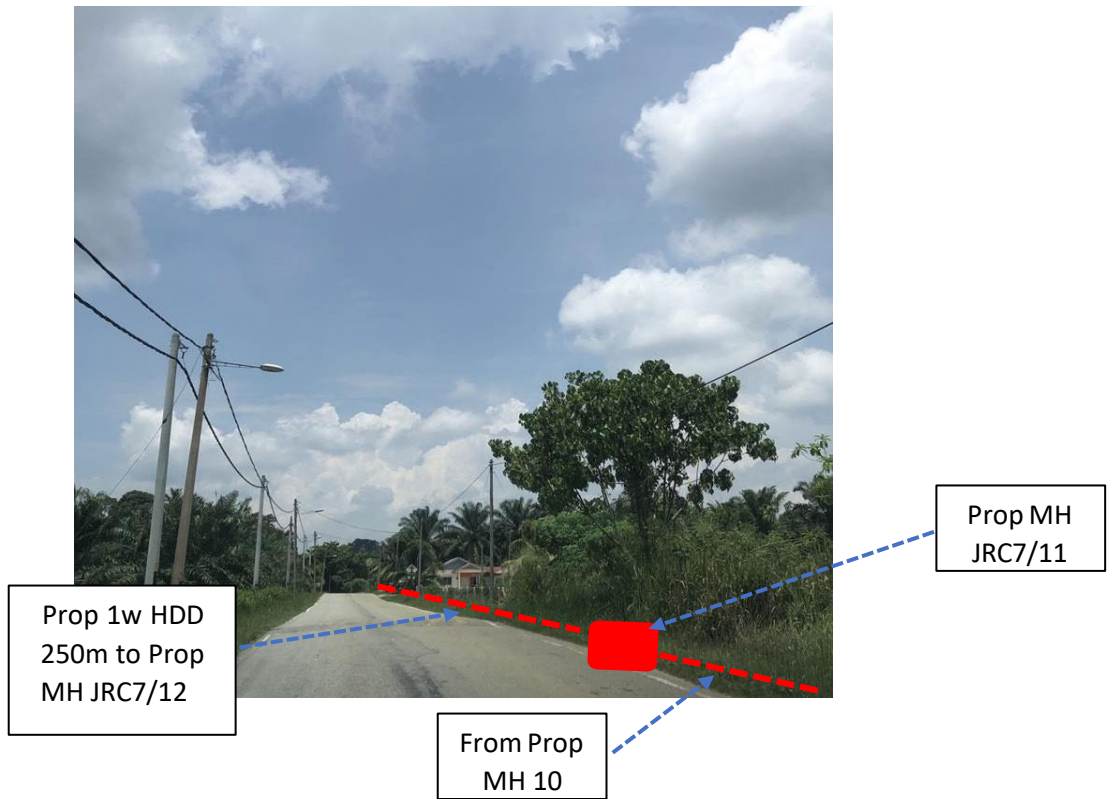 Prop MH
JRC7/11
Prop 1w HDD
250m to Prop
MH JRC7/12
From Prop
MH 10